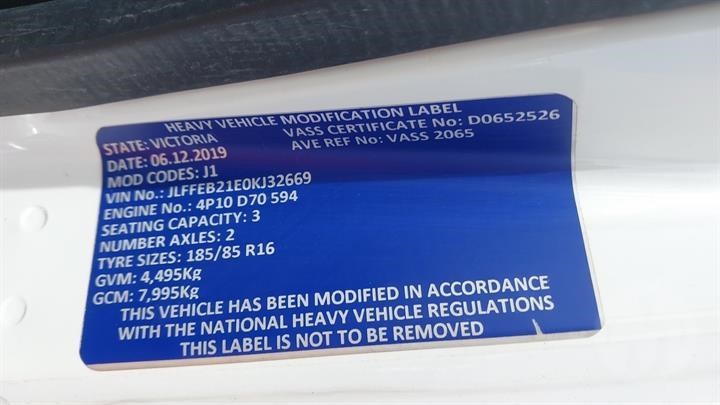 HEAVY VEHICLE MODIFICATION LABEL
STATE: VICTORIA VASS CERTIFICATE No: D0652526
DATE: 06.12.2019 AVE REF No: VASS 2065
MOD CODES: J1
VIN No.: JLFFEB21E0KJ32669
ENGINE No.: 4P10 D70 594
SEATING CAPACITY: 3
NUMBER AXLES: 2
TYRE SIZES: 185/85 R16
GVM: 4,495Kg
GCM: 7,995Kg
THIS VEHICLE HAS BEEN MODIFIED IN ACCORDANCE
WITH THE NATIONAL HEAVY VEHICLE REGULATIONS
THIS LABEL IS NOT TO BE REMOVED